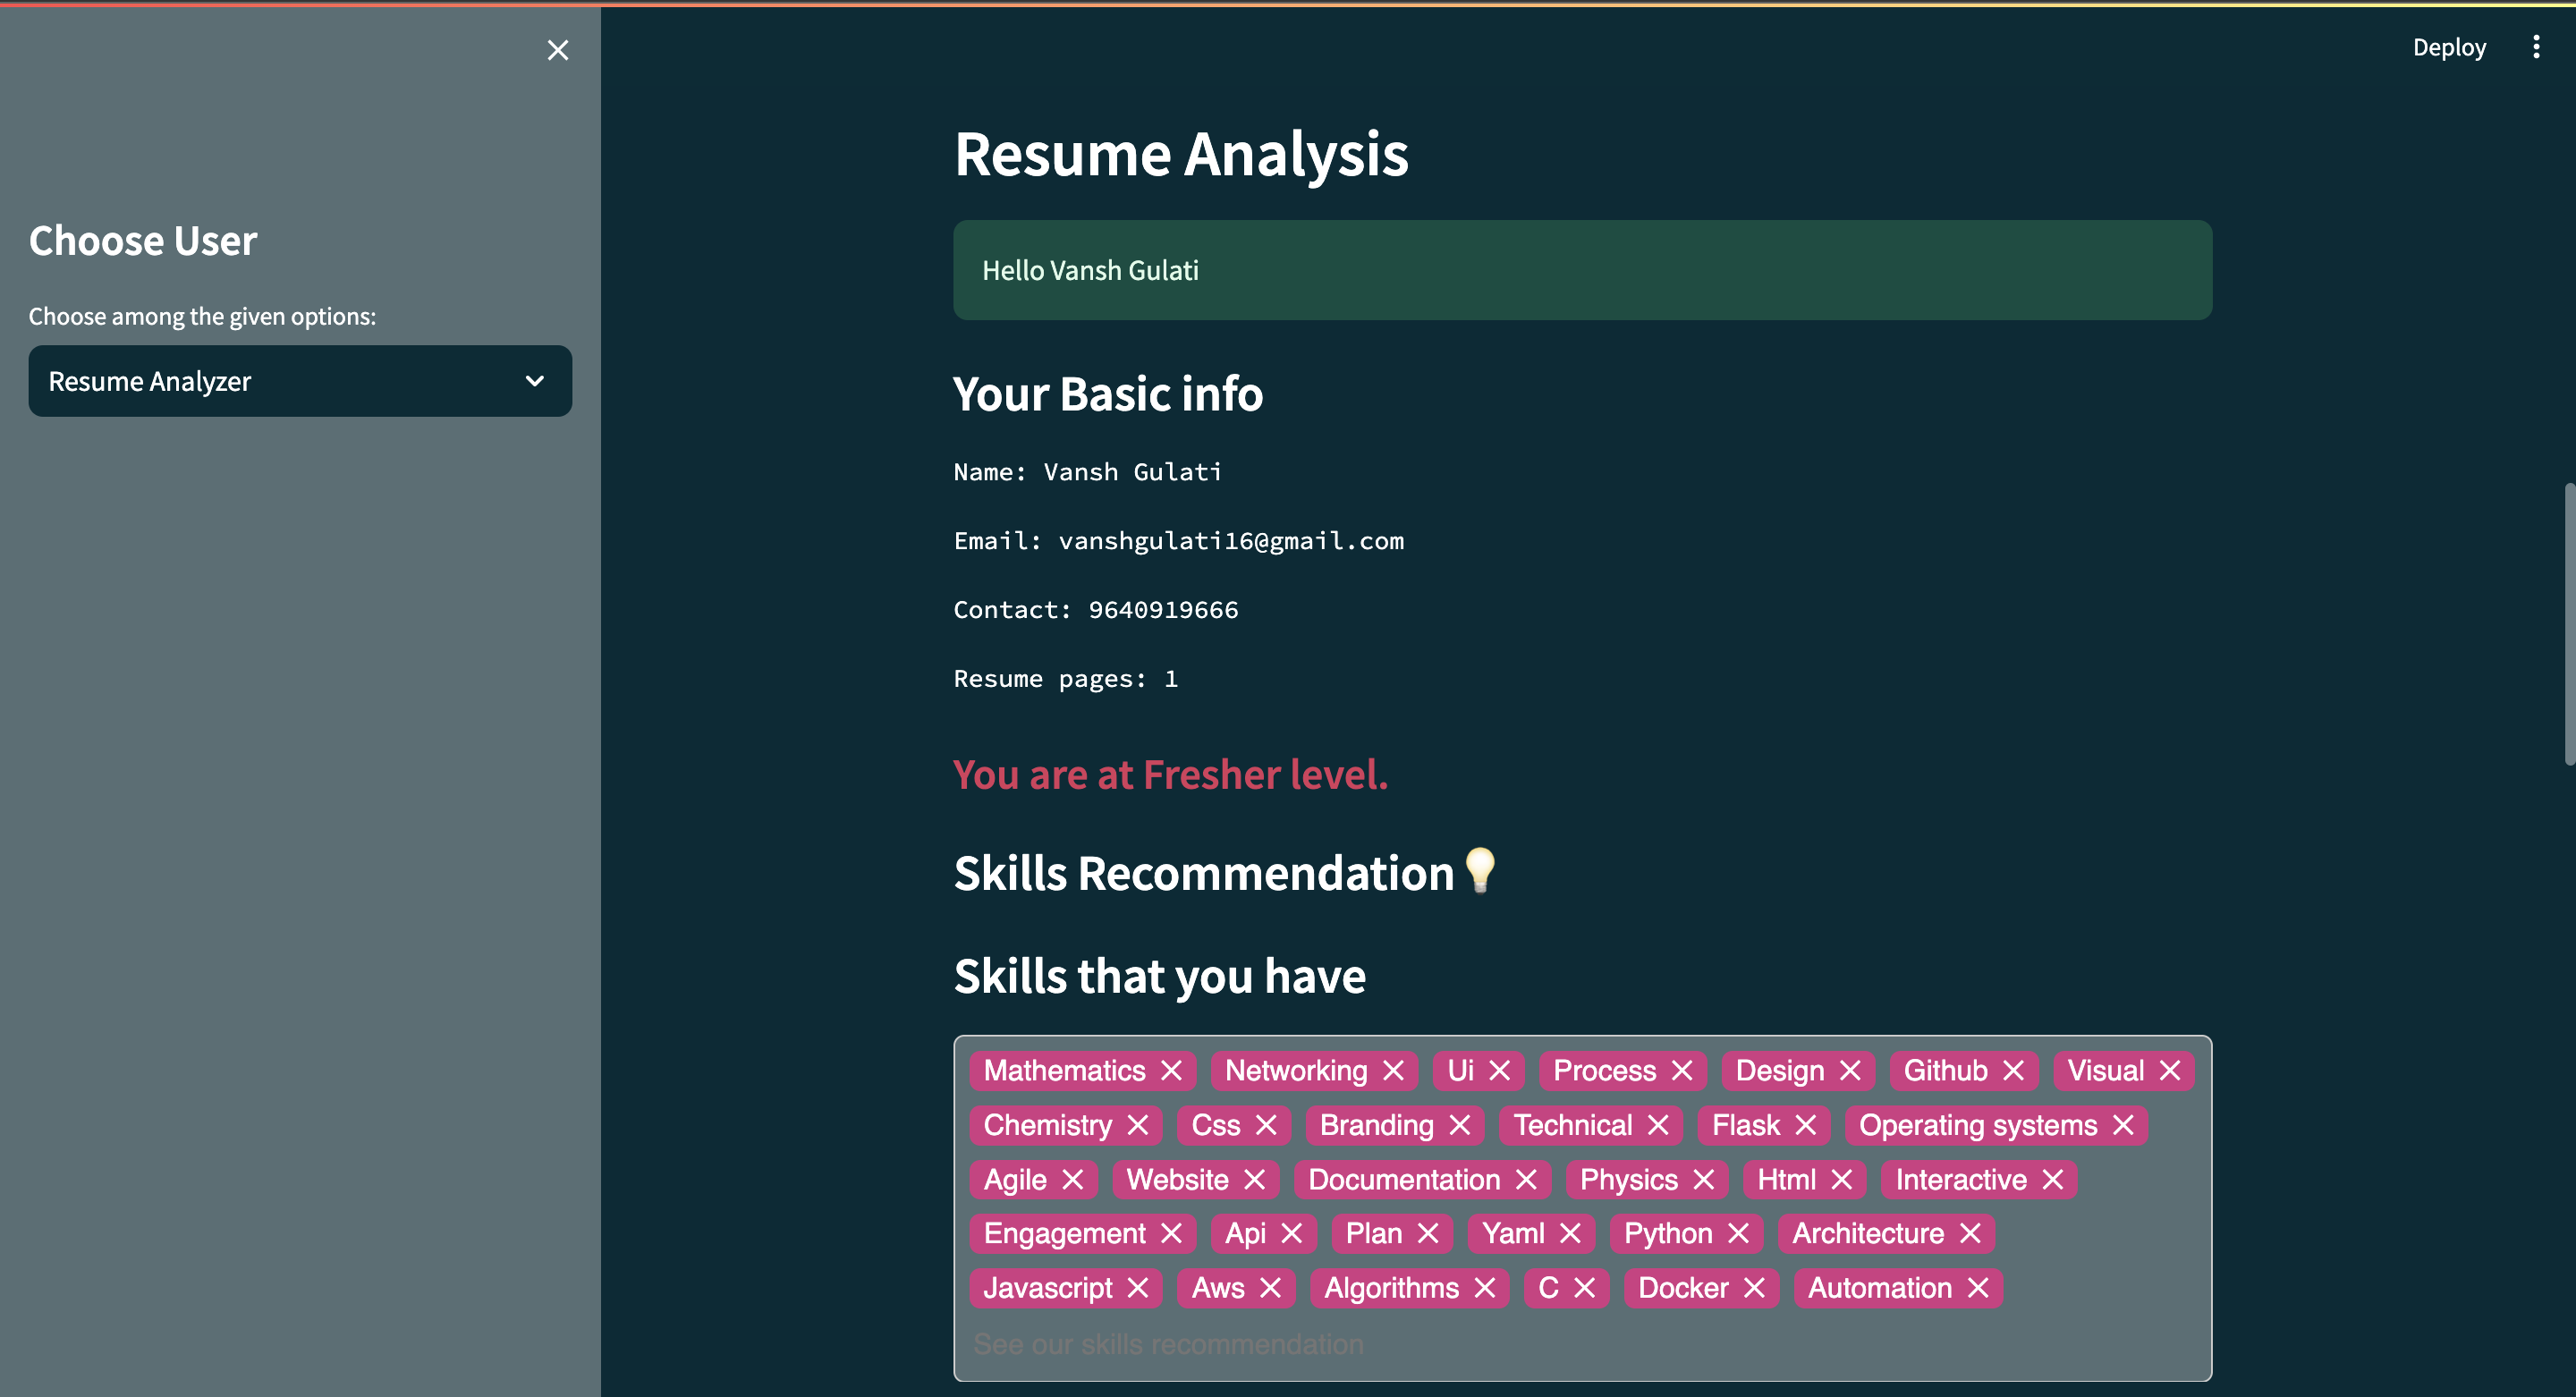 Deploy
Choose User
Choose among the given options:
Resume Analyzer
Resume Analysis
Hello Vansh Gulati
Your Basic info
Name: Vansh Gulati
Email: vanshgulati16@gmail.com
Contact: 9640919666
Resume pages: 1
You are at Fresher level.
Skills Recommendation💡
Skills that you have
Mathematics Networking Ui Process Design Github Visual
Chemistry Css Branding Technical Flask Operating systems
Agile Website Documentation Physics Html Interactive
Engagement Api Plan Yaml Python Architecture
Javascript Aws Algorithms C Docker Automation
See our skills recommendation